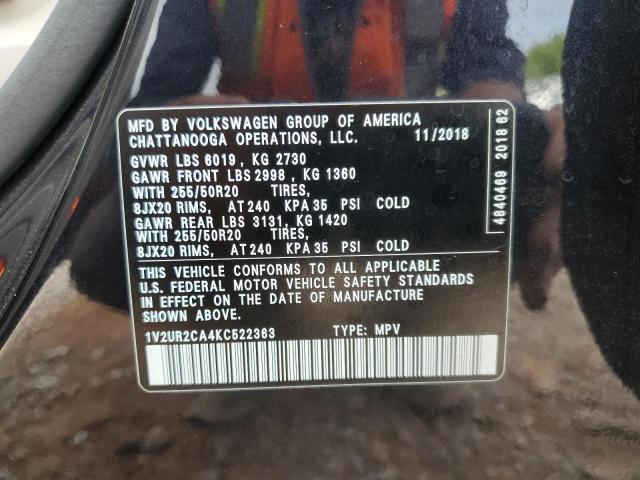 MFD BY VOLKSWAGEN GROUP OF AMERICA
CHATTANOOGA OPERATIONS, LLC. 11/2018
GVWR LBS 6019, KG 2730
GAWR FRONT LBS 2998, KG 1360
WITH 255/50R20 TIRES,
8JX20 RIMS, AT 240 KPA 35 PSI COLD
GAWR REAR LBS 3131, KG 1420
WITH 255/50R20 TIRES,
8JX20 RIMS, AT 240 KPA 35 PSI COLD
THIS VEHICLE CONFORMS TO ALL APPLICABLE
U.S. FEDERAL MOTOR VEHICLE SAFETY STANDARDS
IN EFFECT ON THE DATE OF MANUFACTURE
SHOWN ABOVE.
1V2UR2CA4KC522363 TYPE: MPV
4840469 2018 62